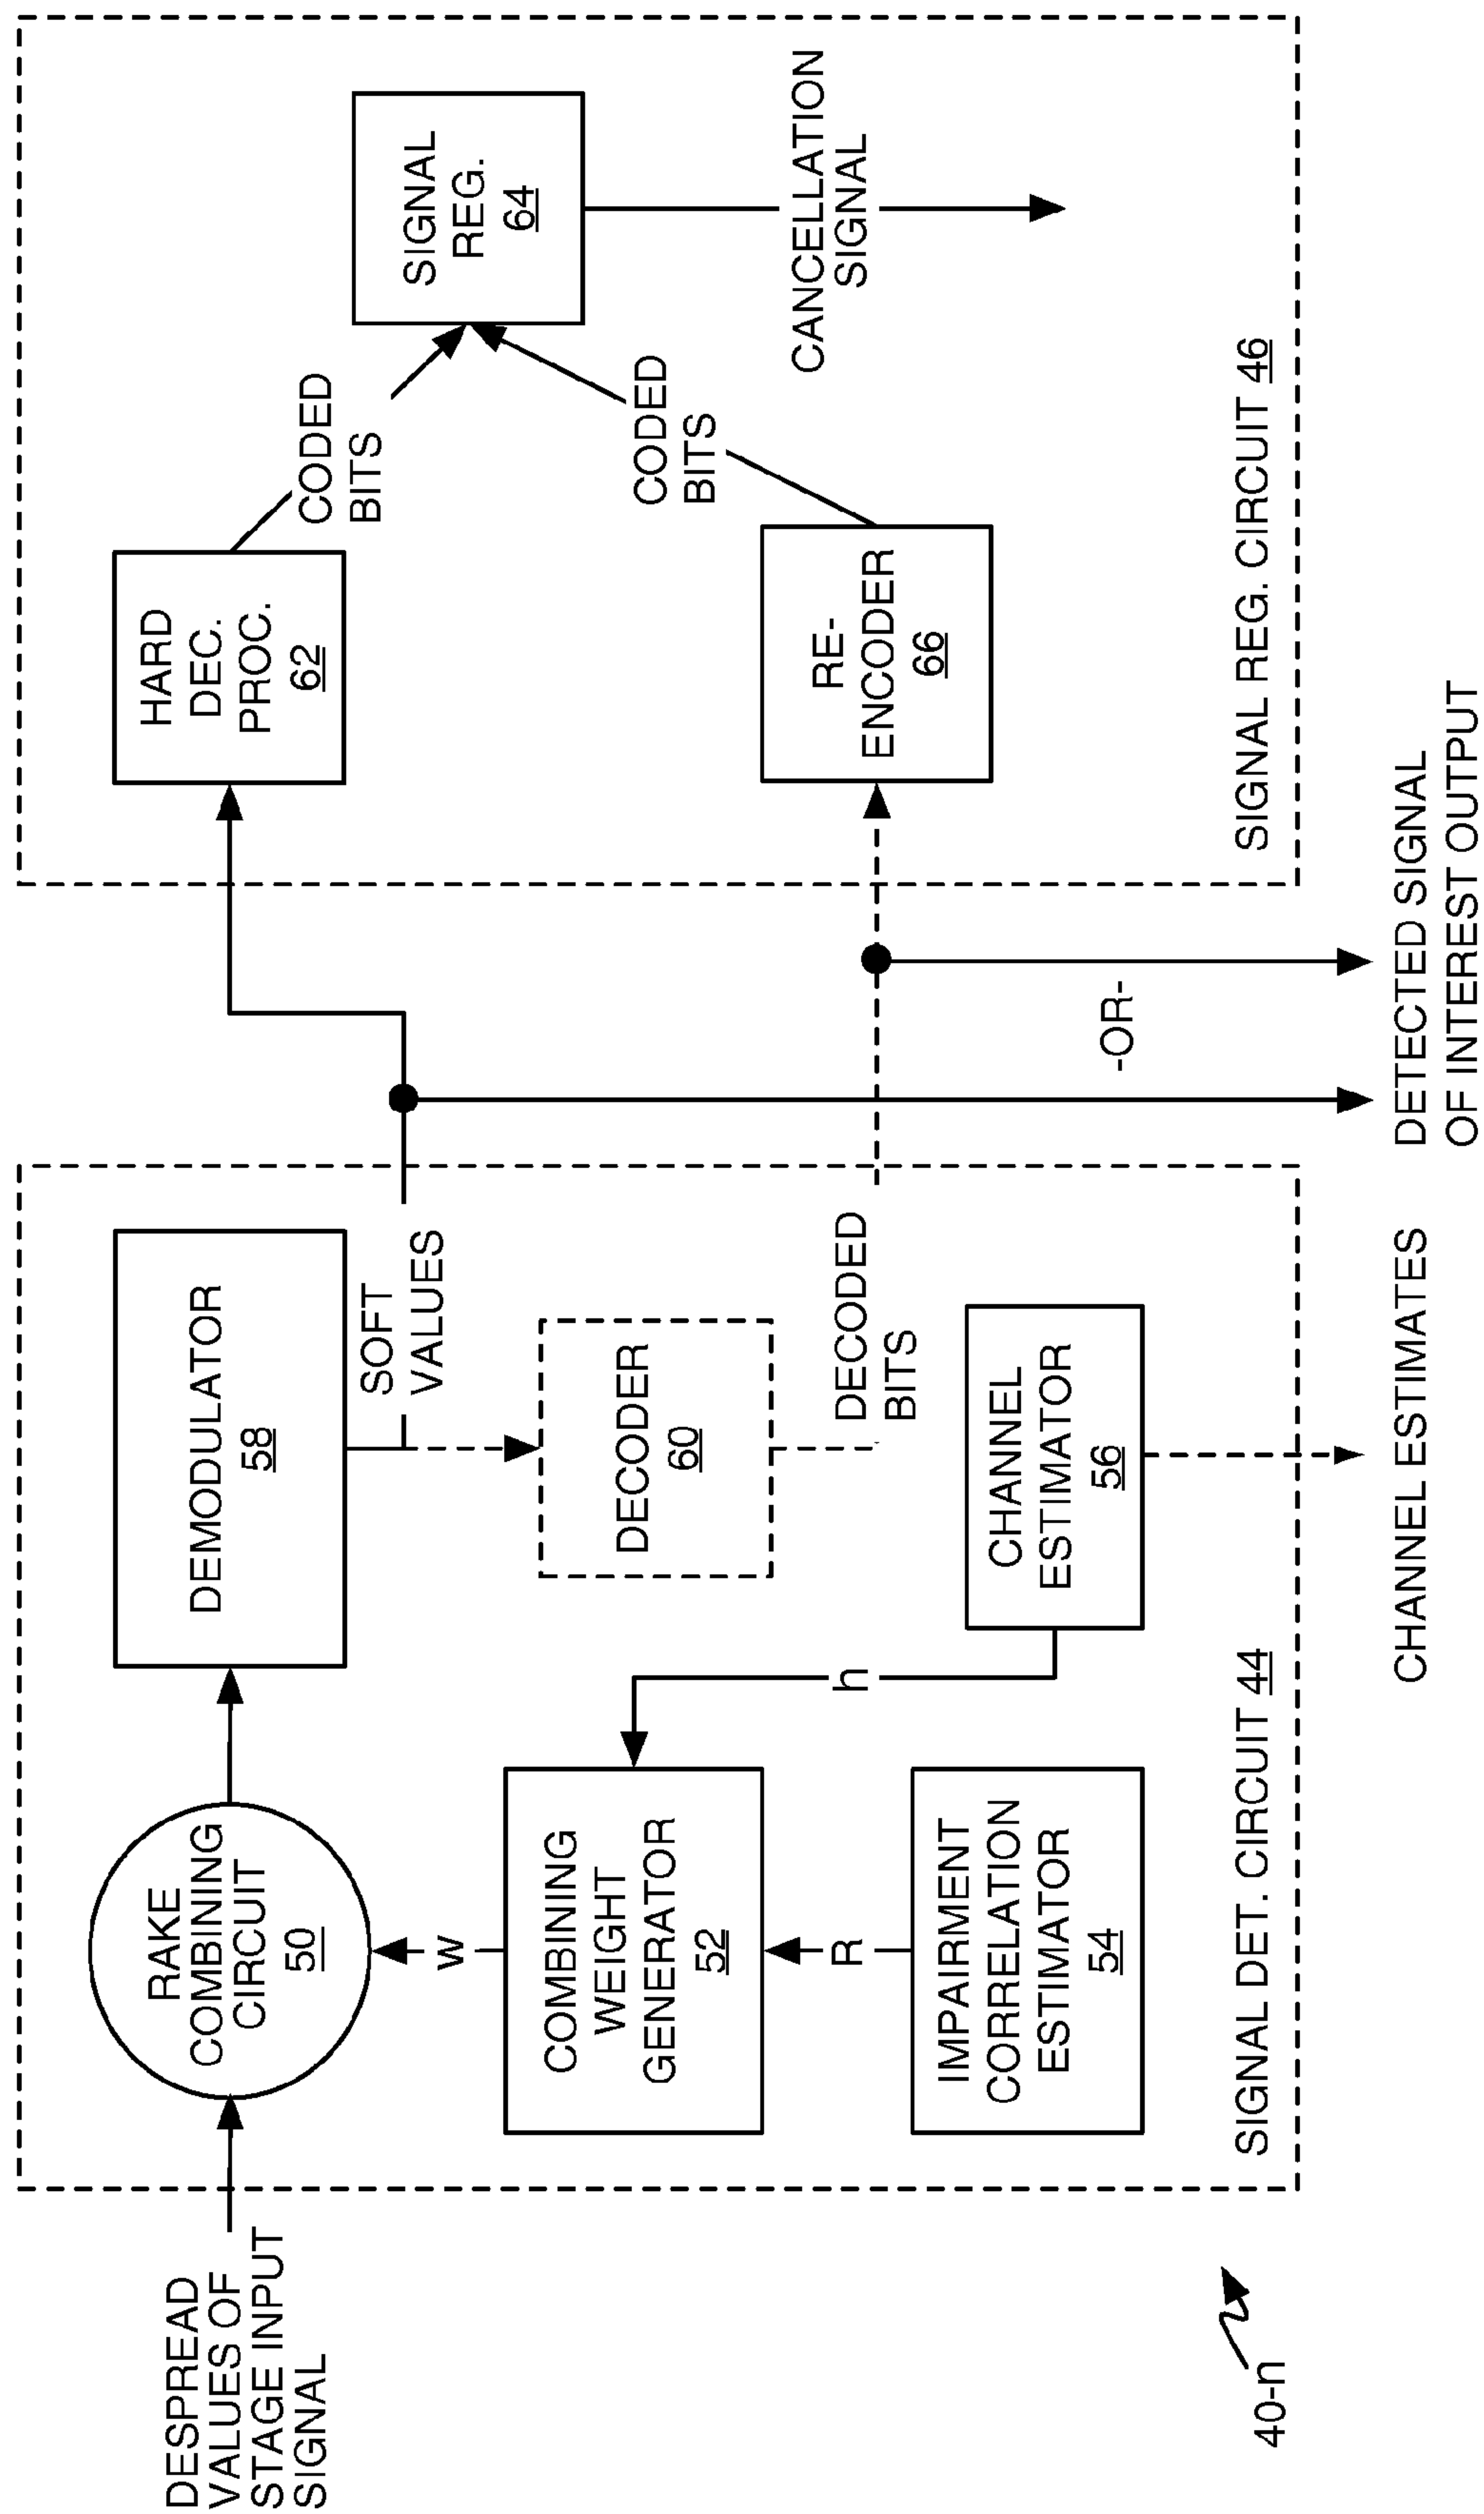 DESPREAD
VALUES OF
STAGE INPUT
SIGNAL
RAKE
COMBINING
CIRCUIT
50
DEMODULATOR
58
HARD
DEC.
PROC.
62
CODED
BITS
SIGNAL
REG.
64
SOFT
VALUES
W
COMBINING
WEIGHT
GENERATOR
52
DECODER
60
CODED
BITS
CANCELLATION
SIGNAL
R
h
DECODED
BITS
RE-
ENCODER
66
IMPAIRMENT
CORRELATION
ESTIMATOR
54
CHANNEL
ESTIMATOR
56
-OR-
SIGNAL DET. CIRCUIT 44
SIGNAL REG. CIRCUIT 46
40-n
CHANNEL ESTIMATES
DETECTED SIGNAL
OF INTEREST OUTPUT